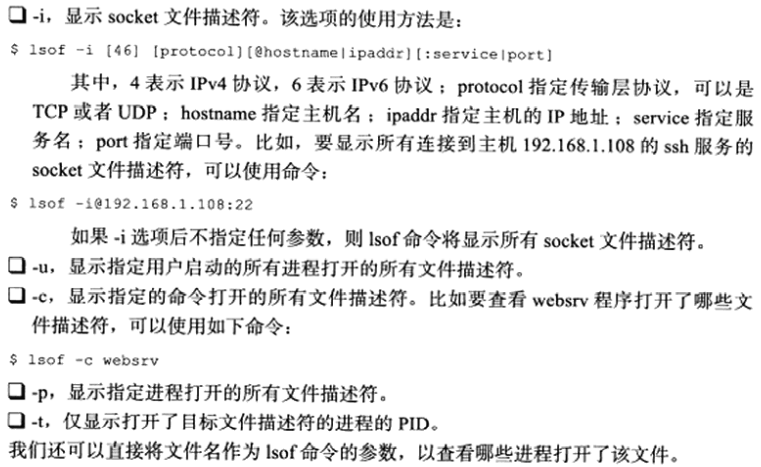 ❑ -i，显示 socket 文件描述符。该选项的使用方法是：
$ lsof -i [46] [protocol][@hostname|ipaddr][:service|port]
其中，4 表示 IPv4 协议，6 表示 IPv6 协议；protocol 指定传输层协议，可以是
TCP 或者 UDP；hostname 指定主机名；ipaddr 指定主机的 IP 地址；service 指定服
务名；port 指定端口号。比如，要显示所有连接到主机 192.168.1.108 的 ssh 服务的
socket 文件描述符，可以使用命令：
$ lsof -i@192.168.1.108:22
如果 -i 选项后不指定任何参数，则 lsof 命令将显示所有 socket 文件描述符。
❑ -u，显示指定用户启动的所有进程打开的所有文件描述符。
❑ -c，显示指定的命令打开的所有文件描述符。比如要查看 websrv 程序打开了哪些文
件描述符，可以使用如下命令：
$ lsof -c websrv
❑ -p，显示指定进程打开的所有文件描述符。
❑ -t，仅显示打开了目标文件描述符的进程的 PID。
我们还可以直接将文件名作为 lsof 命令的参数，以查看哪些进程打开了该文件。